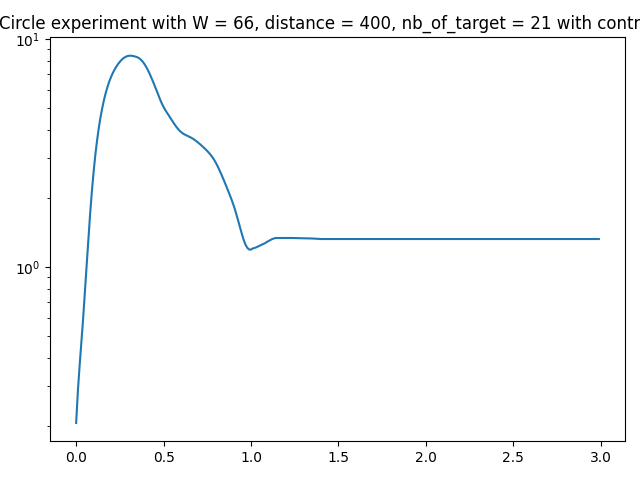 Circle experiment with W = 66, distance = 400, nb_of_target = 21 with contr
10¹
10⁰
0.0 0.5 1.0 1.5 2.0 2.5 3.0